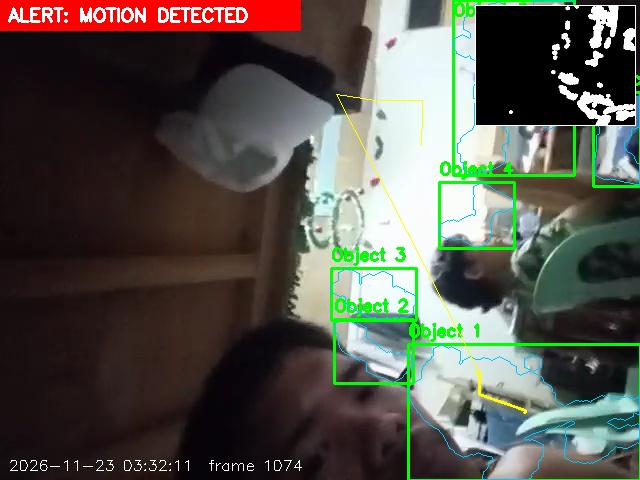 ALERT: MOTION DETECTED
Object 4
Object 3
Object 2
Object 1
2026-11-23 03:32:11 frame 1074